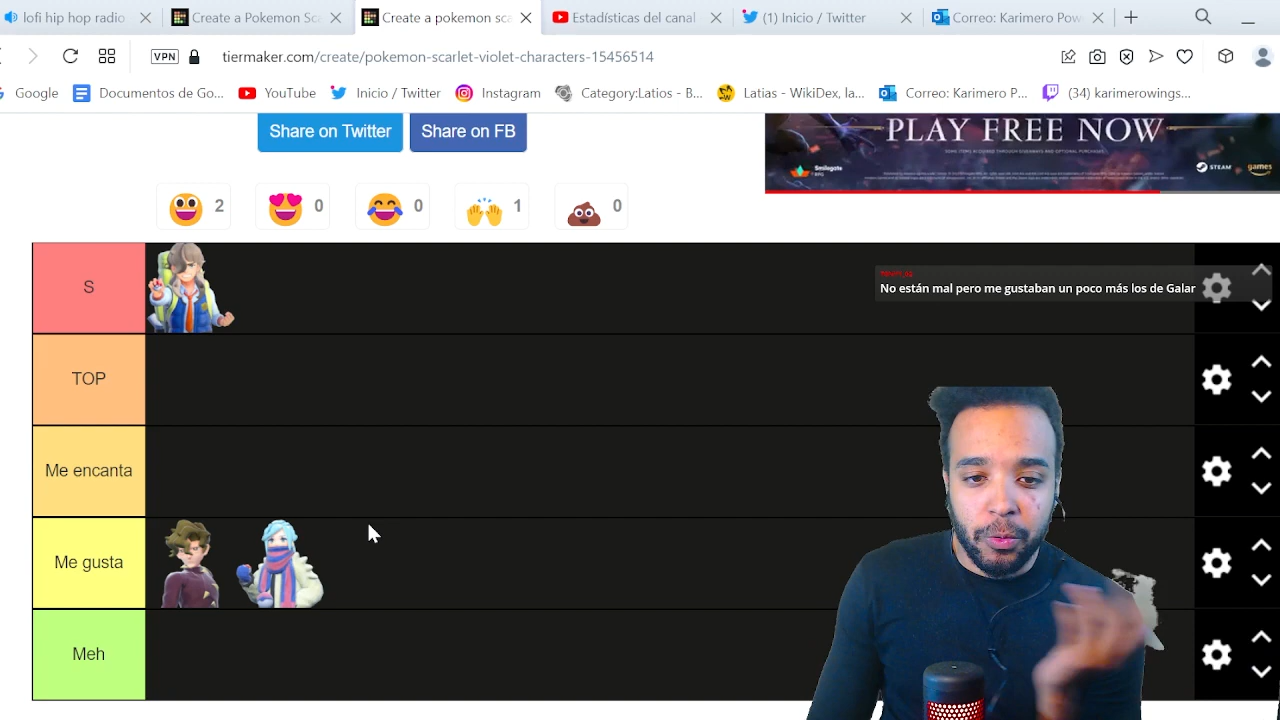 lofi hip hop radio
Create a Pokemon Sc
Create a pokemon sc
Estadísticas del canal
(1) Inicio / Twitter
Correo: Karimero Pow
VPN
tiermaker.com/create/pokemon-scarlet-violet-characters-15456514
Google
Documentos de Go...
YouTube
Inicio / Twitter
Instagram
Category:Latios - B...
Latias - WikiDex, la...
Correo: Karimero P...
(34) karimerowings...
Share on Twitter
Share on FB
PLAY FREE NOW
Smilegate
RPG
STEAM
games
2
0
0
1
0
S
No están mal pero me gustaban un poco más los de Galar
TOP
Me encanta
Me gusta
Meh